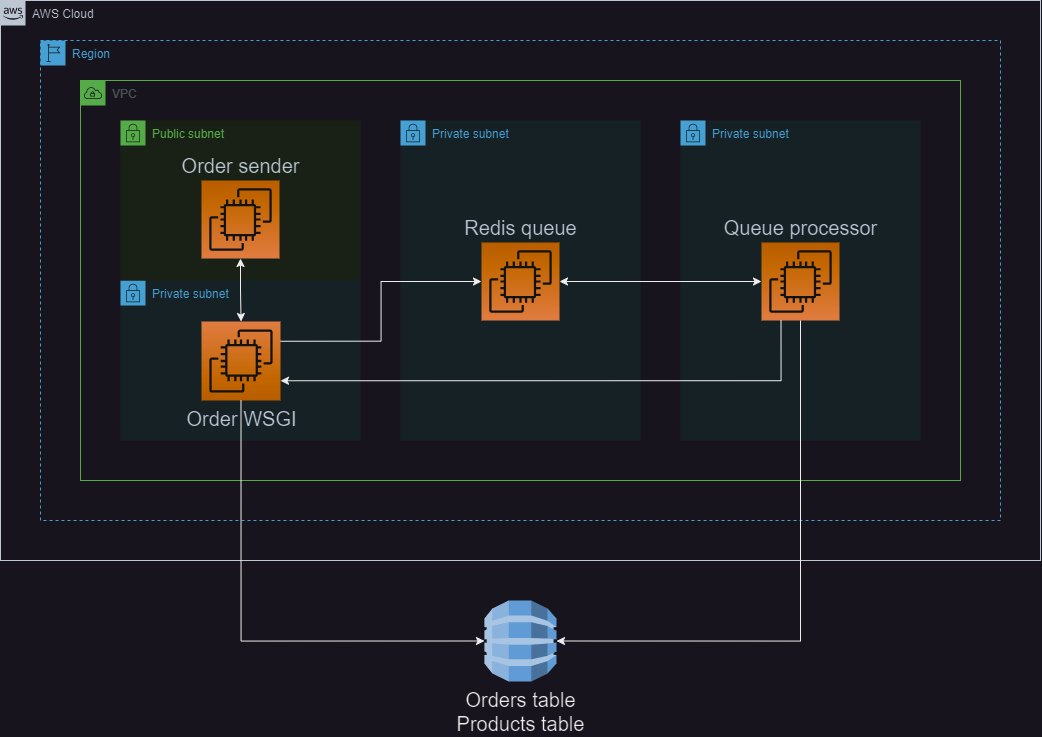 aws
AWS Cloud
Region
VPC
Public subnet
Private subnet
Private subnet
Order sender
Redis queue
Queue processor
Private subnet
Order WSGI
Orders table
Products table